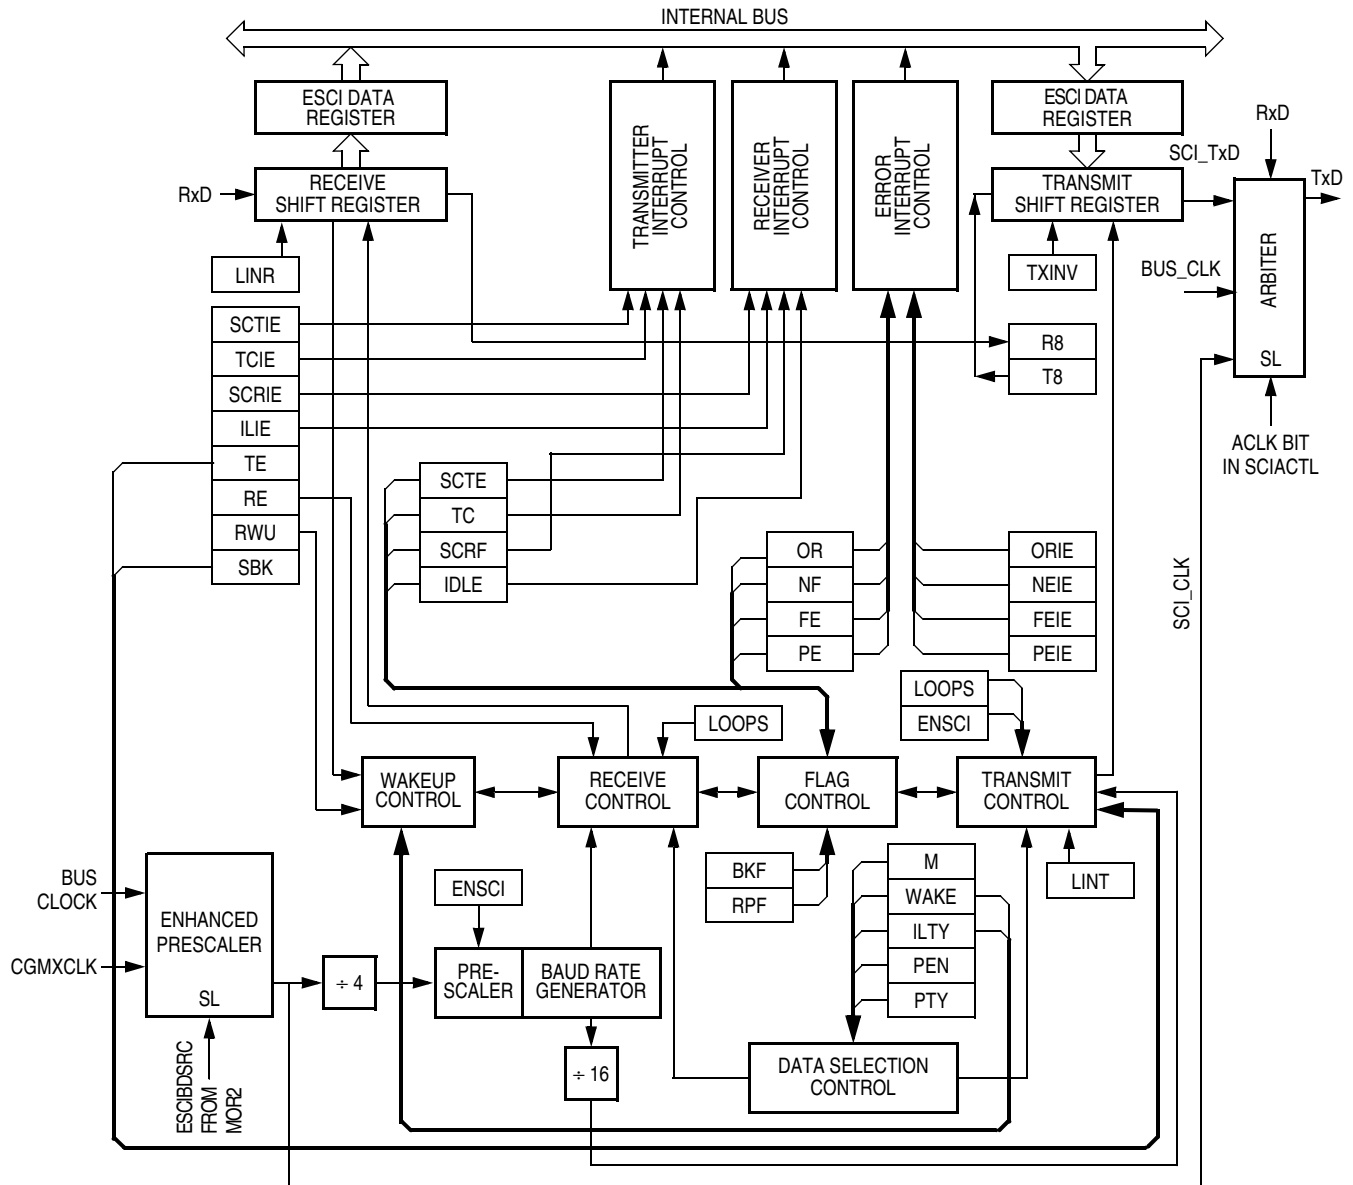 INTERNAL BUS
ESCI DATA
REGISTER
RxD
RECEIVE
SHIFT REGISTER
LINR
TRANSMITTER
INTERRUPT
CONTROL
RECEIVER
INTERRUPT
CONTROL
ERROR
INTERRUPT
CONTROL
ESCI DATA
REGISTER
TRANSMIT
SHIFT REGISTER
TXINV
SCI_TxD
RxD
TxD
BUS_CLK
ARBITER
SL
ACLK BIT
IN SCIACTL
R8
T8
SCTIE
TCIE
SCRIE
ILIE
TE
RE
RWU
SBK
SCTE
TC
SCRF
IDLE
OR
NF
FE
PE
ORIE
NEIE
FEIE
PEIE
SCI_CLK
LOOPS
LOOPS
ENSCI
WAKEUP
CONTROL
RECEIVE
CONTROL
FLAG
CONTROL
TRANSMIT
CONTROL
BKF
RPF
M
WAKE
ILTY
PEN
PTY
LINT
BUS
CLOCK
CGMXCLK
ENHANCED
PRESCALER
SL
ESCIBDSRC
FROM
MOR2
÷ 4
ENSCI
PRE-
SCALER
BAUD RATE
GENERATOR
÷ 16
DATA SELECTION
CONTROL